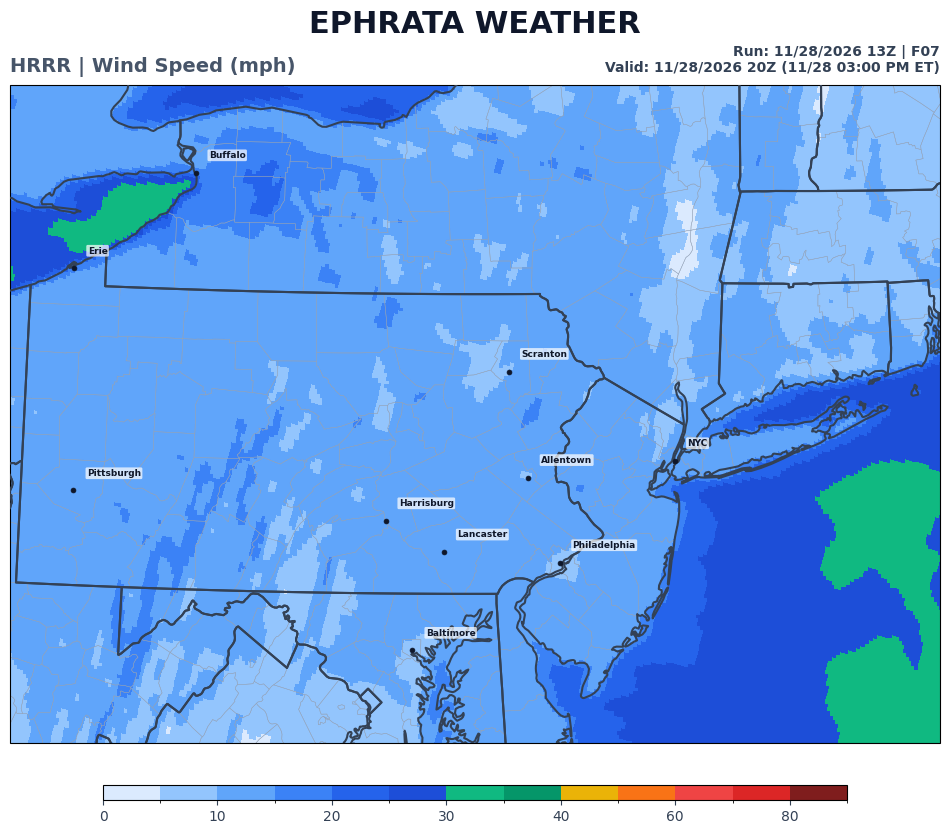 EPHRATA WEATHER
HRRR | Wind Speed (mph)
Run: 11/28/2026 13Z | F07
Valid: 11/28/2026 20Z (11/28 03:00 PM ET)
Buffalo
Erie
Scranton
NYC
Allentown
Pittsburgh
Harrisburg
Lancaster
Philadelphia
Baltimore
0 10 20 30 40 50 60 70 80